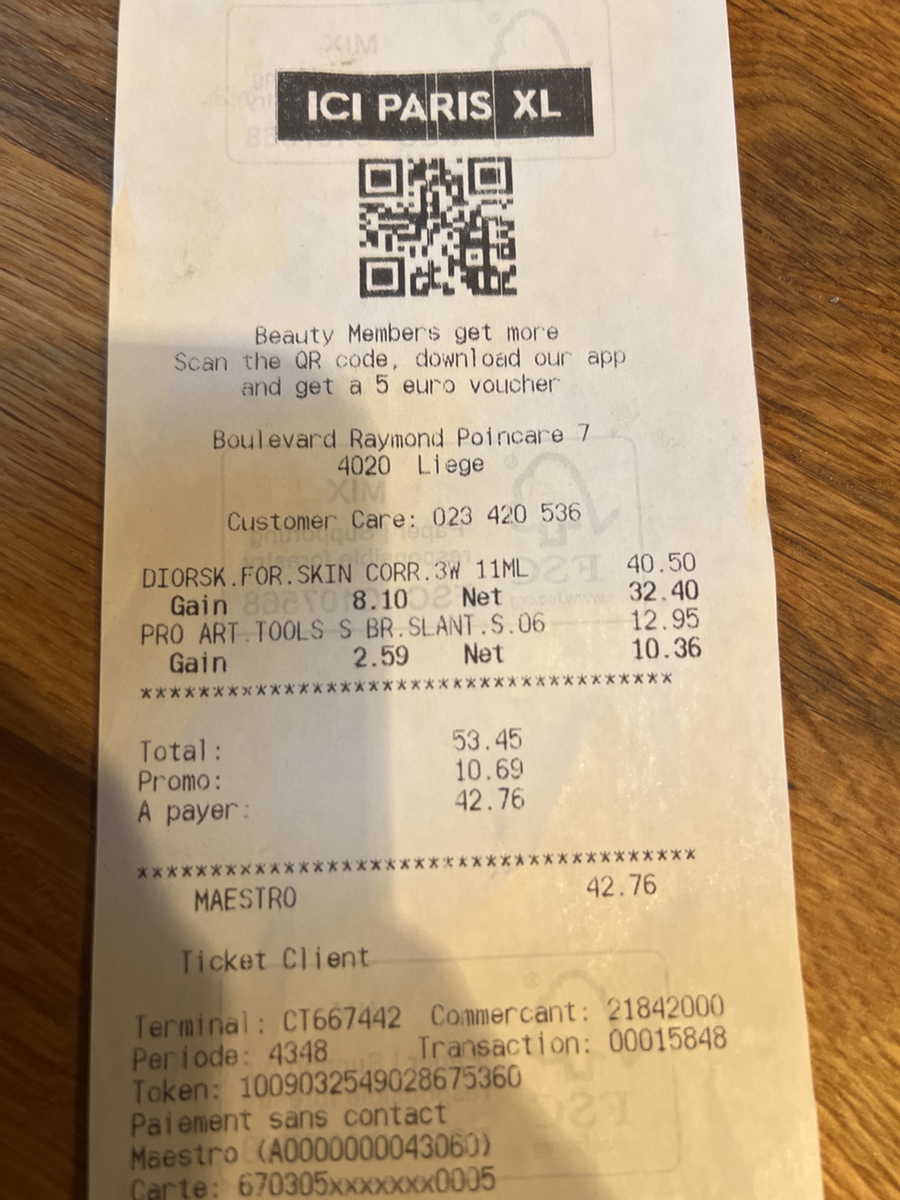 ICI PARIS XL
Beauty Members get more
Scan the QR code, download our app
and get a 5 euro voucher
Boulevard Raymond Poincare 7
4020 Liege
Customer Care: 023 420 536
DIORSK.FOR.SKIN CORR.3W 11ML 40.50
Gain 8.10 Net 32.40
PRO ART.TOOLS S BR.SLANT.S.06 12.95
Gain 2.59 Net 10.36
****************************************
Total: 53.45
Promo: 10.69
A payer: 42.76
****************************************
MAESTRO 42.76
Ticket Client
Terminal: CT667442 Commercant: 21842000
Periode: 4348 Transaction: 00015848
Token: 1009032549028675360
Paiement sans contact
Maestro (A0000000043060)
Carte: 670305xxxxxxx0005